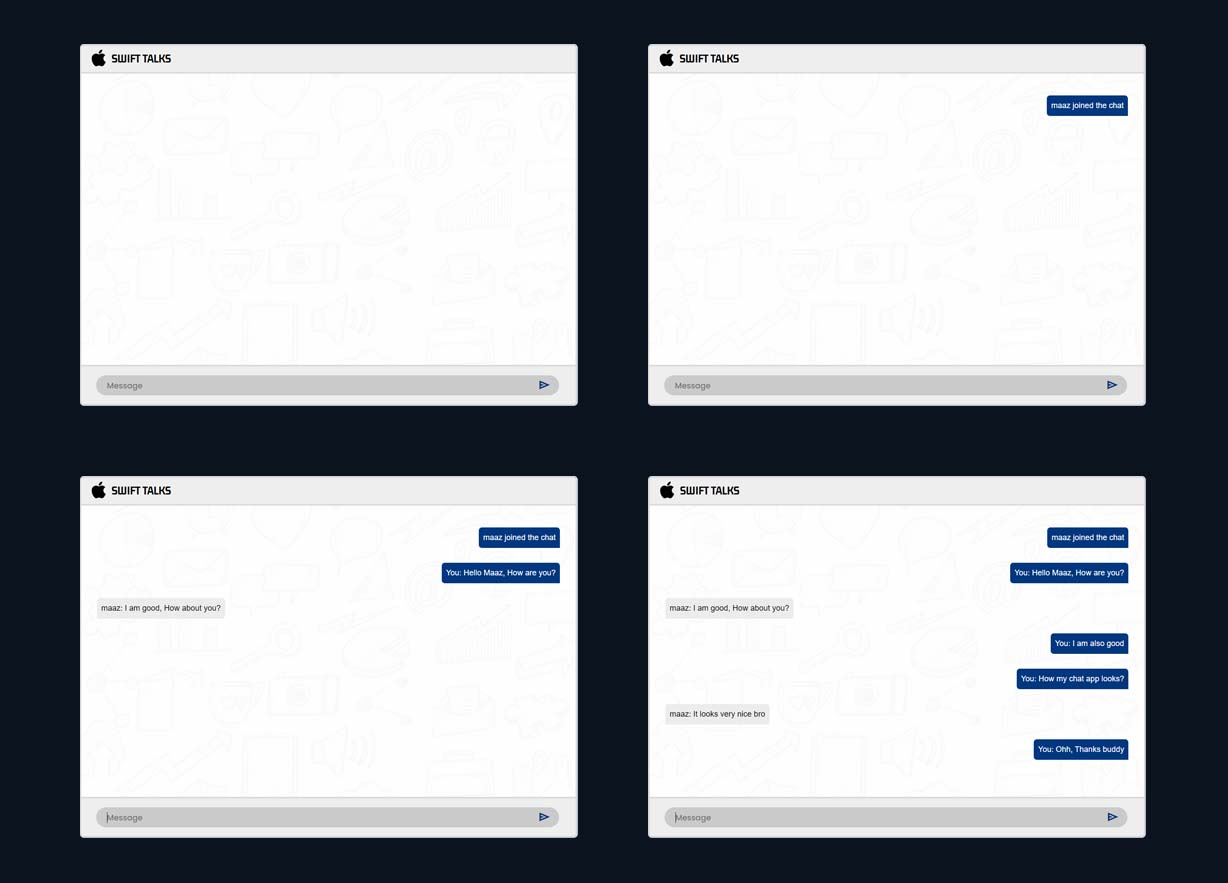 SWIFT TALKS
Message
SWIFT TALKS
maaz joined the chat
Message
SWIFT TALKS
maaz joined the chat
You: Hello Maaz, How are you?
maaz: I am good, How about you?
Message
SWIFT TALKS
maaz joined the chat
You: Hello Maaz, How are you?
maaz: I am good, How about you?
You: I am also good
You: How my chat app looks?
maaz: It looks very nice bro
You: Ohh, Thanks buddy
Message